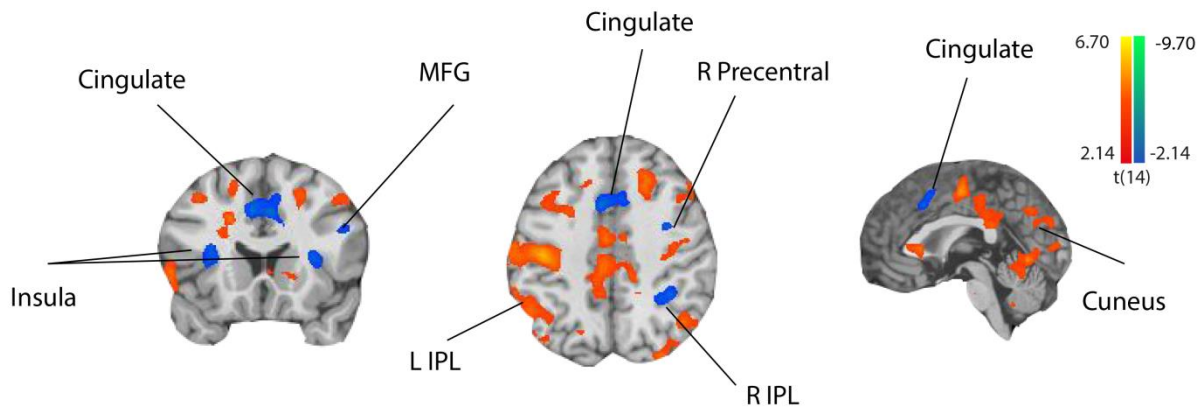 Cingulate
MFG
Insula
Cingulate
R Precentral
L IPL
R IPL
Cingulate
Cuneus
6.70
-9.70
2.14
-2.14
t(14)